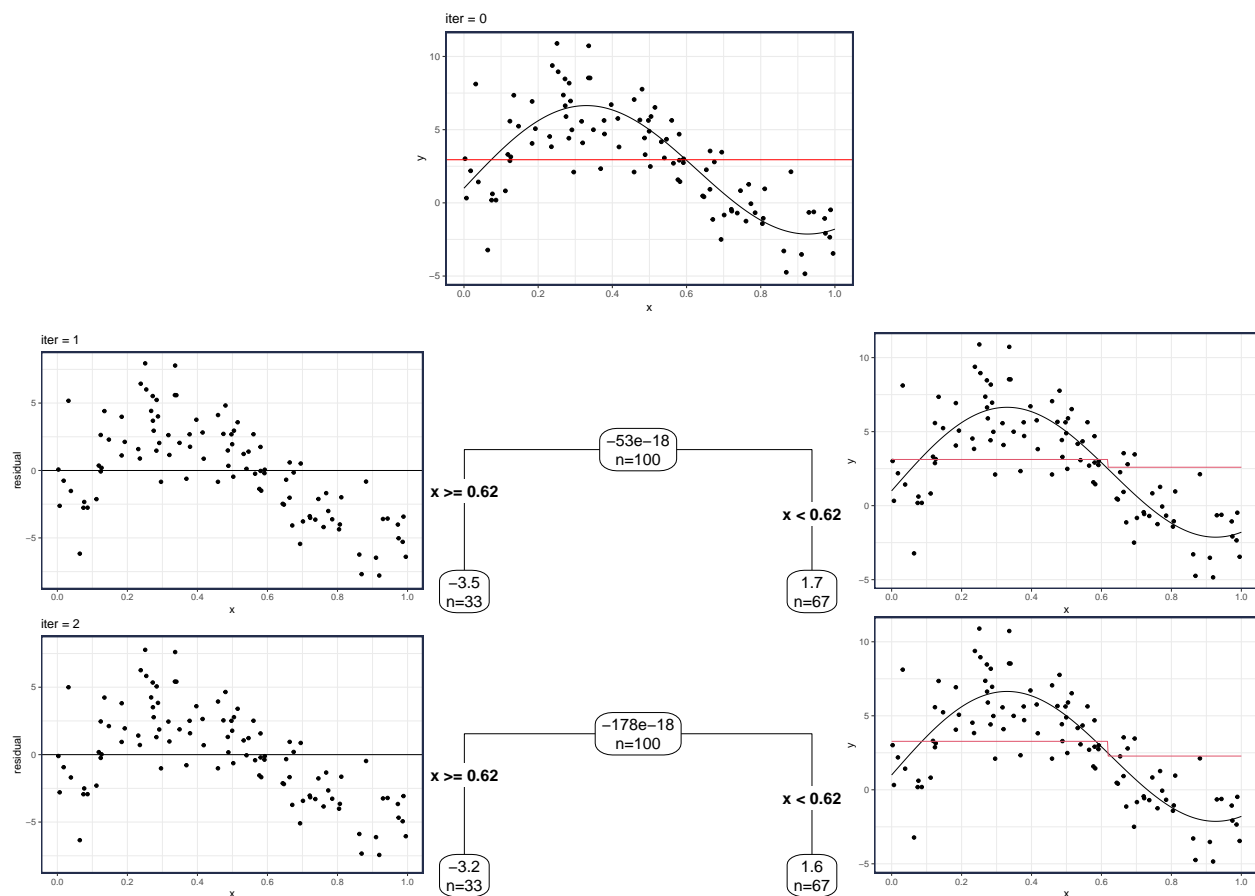 iter = 0
10
5
0
−5
y
0.0 0.2 0.4 0.6 0.8 1.0
x
iter = 1
5
0
−5
residual
0.0 0.2 0.4 0.6 0.8 1.0
x
−53e−18
n=100
x >= 0.62
x < 0.62
−3.5
n=33
1.7
n=67
10
5
0
−5
y
0.0 0.2 0.4 0.6 0.8 1.0
x
iter = 2
5
0
−5
residual
0.0 0.2 0.4 0.6 0.8 1.0
x
−178e−18
n=100
x >= 0.62
x < 0.62
−3.2
n=33
1.6
n=67
10
5
0
−5
y
0.0 0.2 0.4 0.6 0.8 1.0
x